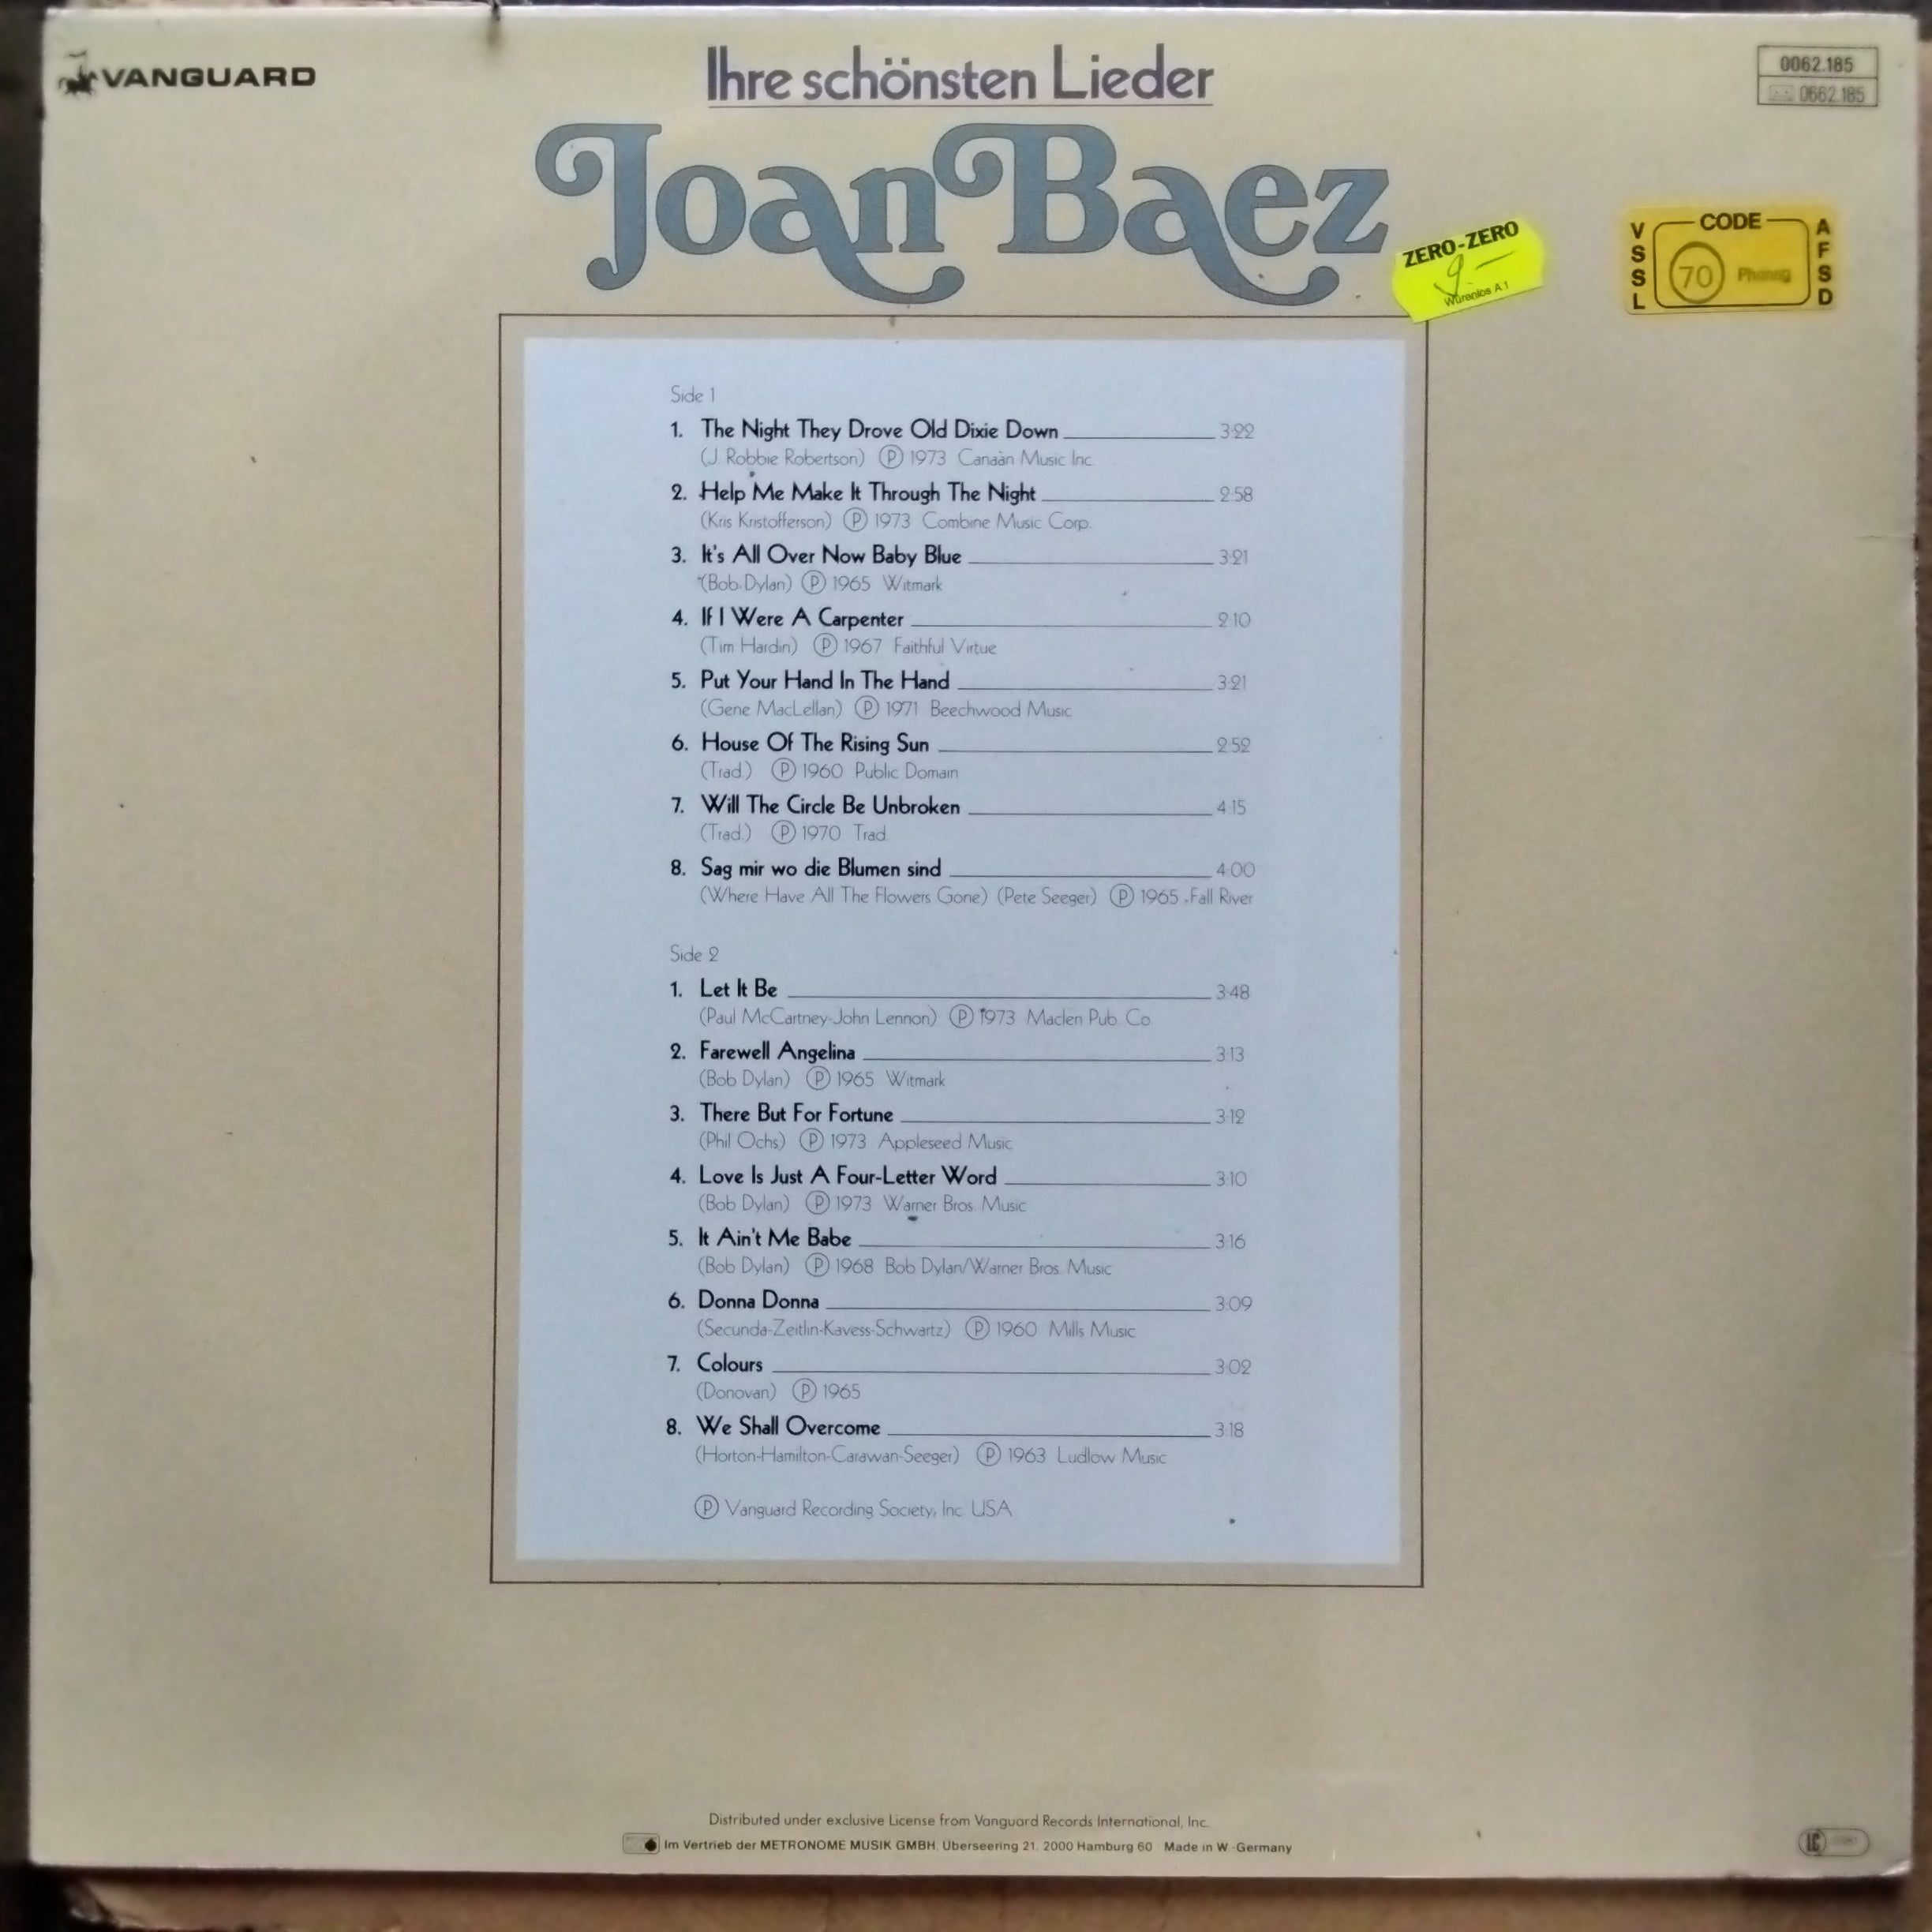 VANGUARD
Ihre schönsten Lieder
0062.185
0662.185
Joan Baez
ZERO-ZERO
9.—
Würenlos A1
VSSL
CODE
70 Phonag
AFSD
Side 1
1. The Night They Drove Old Dixie Down 3:22
(J. Robbie Robertson) Ⓟ 1973 Canaan Music Inc.
2. Help Me Make It Through The Night 2:58
(Kris Kristofferson) Ⓟ 1973 Combine Music Corp.
3. It's All Over Now Baby Blue 3:21
(Bob Dylan) Ⓟ 1965 Witmark
4. If I Were A Carpenter 2:10
(Tim Hardin) Ⓟ 1967 Faithful Virtue
5. Put Your Hand In The Hand 3:21
(Gene MacLellan) Ⓟ 1971 Beechwood Music
6. House Of The Rising Sun 2:52
(Trad.) Ⓟ 1960 Public Domain
7. Will The Circle Be Unbroken 4:15
(Trad.) Ⓟ 1970 Trad.
8. Sag mir wo die Blumen sind 4:00
(Where Have All The Flowers Gone) (Pete Seeger) Ⓟ 1965 Fall River
Side 2
1. Let It Be 3:48
(Paul McCartney-John Lennon) Ⓟ 1973 Maclen Pub. Co
2. Farewell Angelina 3:13
(Bob Dylan) Ⓟ 1965 Witmark
3. There But For Fortune 3:12
(Phil Ochs) Ⓟ 1973 Appleseed Music
4. Love Is Just A Four-Letter Word 3:10
(Bob Dylan) Ⓟ 1973 Warner Bros. Music
5. It Ain't Me Babe 3:16
(Bob Dylan) Ⓟ 1968 Bob Dylan/Warner Bros. Music
6. Donna Donna 3:09
(Secunda-Zeitlin-Kavess-Schwartz) Ⓟ 1960 Mills Music
7. Colours 3:02
(Donovan) Ⓟ 1965
8. We Shall Overcome 3:18
(Horton-Hamilton-Carawan-Seeger) Ⓟ 1963 Ludlow Music
Ⓟ Vanguard Recording Society, Inc. USA
Distributed under exclusive License from Vanguard Records International, Inc.
Im Vertrieb der METRONOME MUSIK GMBH, Überseering 21, 2000 Hamburg 60 · Made in W.-Germany
LC